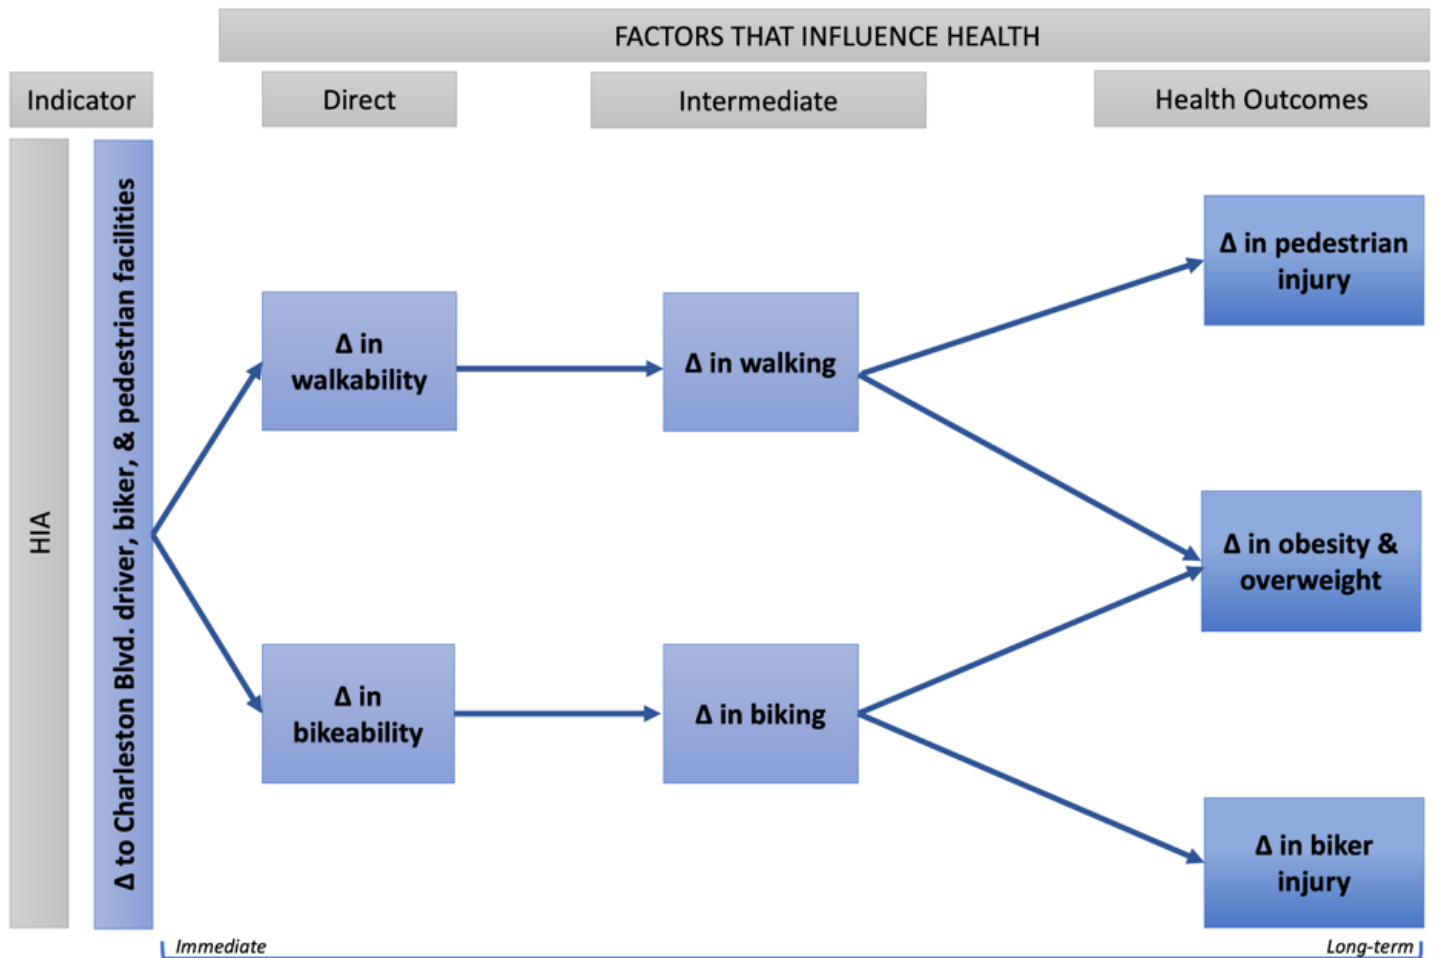 FACTORS THAT INFLUENCE HEALTH
Indicator
Direct
Intermediate
Health Outcomes
HIA
Δ to Charleston Blvd. driver, biker, & pedestrian facilities
Δ in
walkability
Δ in walking
Δ in pedestrian
injury
Δ in obesity &
overweight
Δ in
bikeability
Δ in biking
Δ in biker
injury
Immediate
Long-term